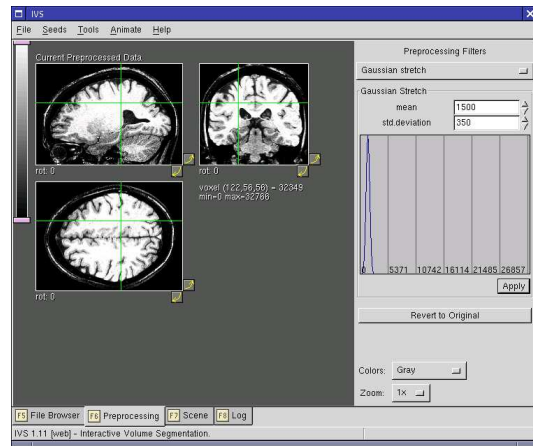 IVS
File Seeds Tools Animate Help
Current Preprocessed Data
rot: 0
rot: 0
voxel (122,56,56) = 32349
min=0 max=32766
rot: 0
Preprocessing Filters
Gaussian stretch
Gaussian Stretch
mean 1500
std.deviation 350
0 5371 10742 16114 21485 26857
Apply
Revert to Original
Colors: Gray
Zoom: 1x
F5 File Browser F6 Preprocessing F7 Scene F8 Log
IVS 1.11 [web] - Interactive Volume Segmentation.